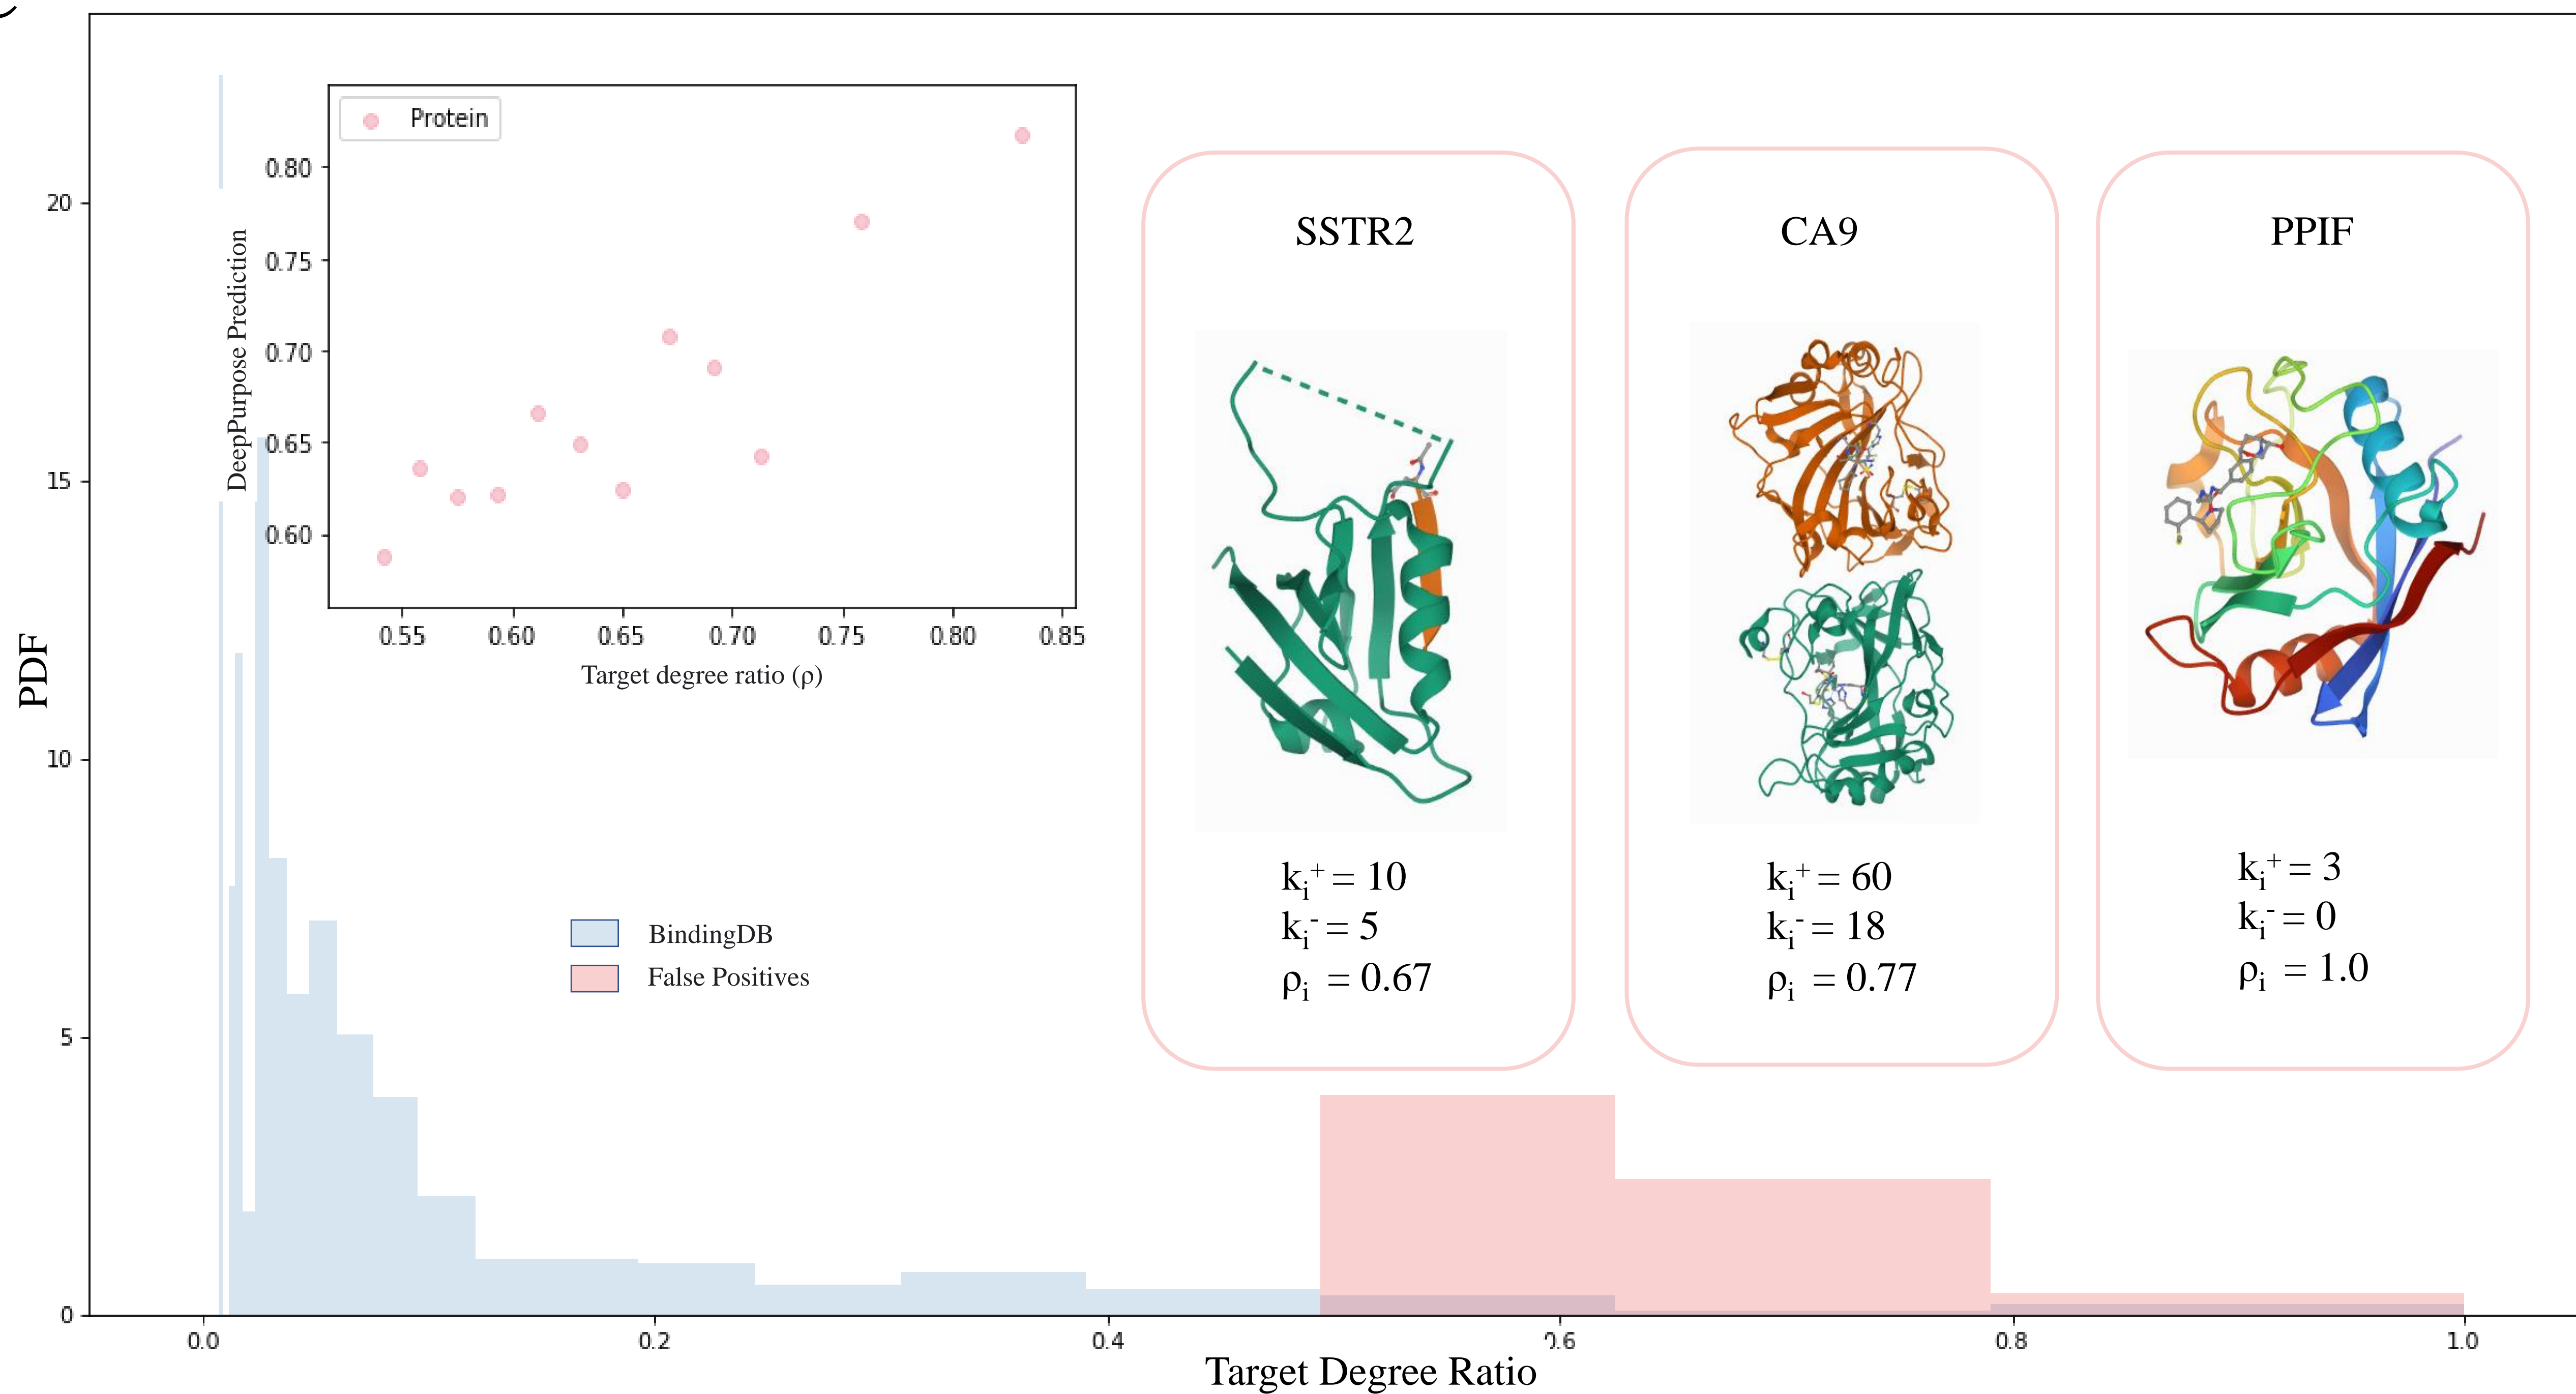 Protein
0.80
0.75
0.70
0.65
0.60
DeepPurpose Prediction
0.55 0.60 0.65 0.70 0.75 0.80 0.85
Target degree ratio (ρ)
SSTR2
kᵢ⁺ = 10
kᵢ⁻ = 5
ρᵢ = 0.67
CA9
kᵢ⁺ = 60
kᵢ⁻ = 18
ρᵢ = 0.77
PPIF
kᵢ⁺ = 3
kᵢ⁻ = 0
ρᵢ = 1.0
BindingDB
False Positives
20
15
10
5
0
PDF
0.0 0.2 0.4 0.6 0.8 1.0
Target Degree Ratio